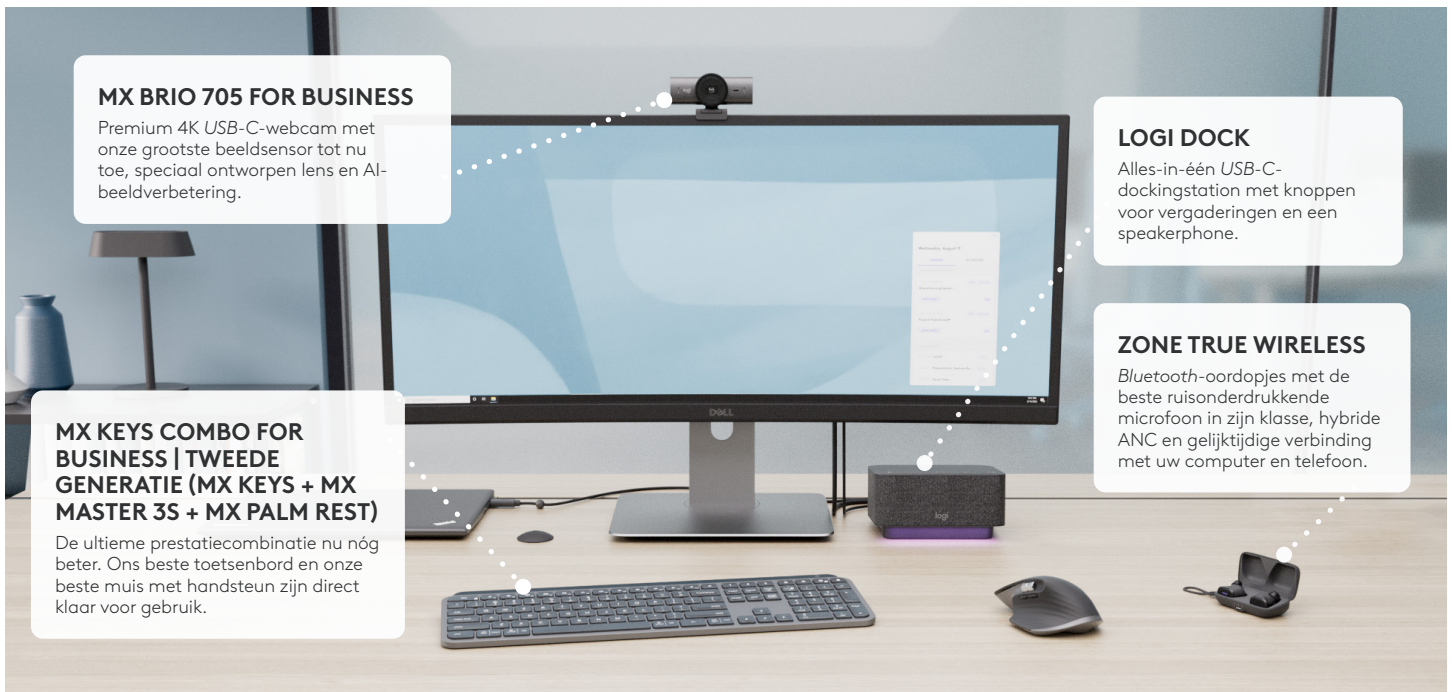 MX BRIO 705 FOR BUSINESS
Premium 4K USB-C-webcam met
onze grootste beeldsensor tot nu
toe, speciaal ontworpen lens en AI-
beeldverbetering.
logi
LOGI DOCK
Alles-in-één USB-C-
dockingstation met knoppen
voor vergaderingen en een
speakerphone.
ZONE TRUE WIRELESS
Bluetooth-oordopjes met de
beste ruisonderdrukkende
microfoon in zijn klasse, hybride
ANC en gelijktijdige verbinding
met uw computer en telefoon.
DELL
MX KEYS COMBO FOR
BUSINESS | TWEEDE
GENERATIE (MX KEYS + MX
MASTER 3S + MX PALM REST)
De ultieme prestatiecombinatie nu nóg
beter. Ons beste toetsenbord en onze
beste muis met handsteun zijn direct
klaar voor gebruik.
logi